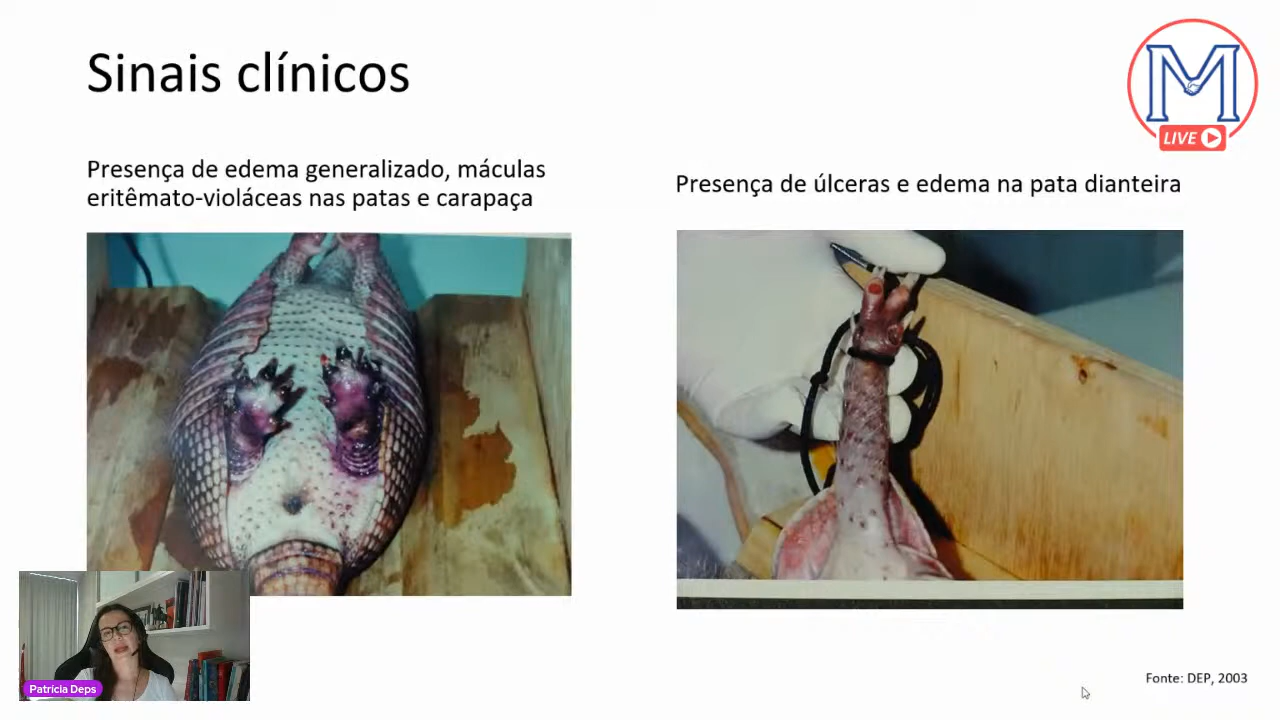 Sinais clínicos
M
LIVE
Presença de edema generalizado, máculas
eritêmato-violáceas nas patas e carapaça
Presença de úlceras e edema na pata dianteira
Patrícia Deps
Fonte: DEP, 2003